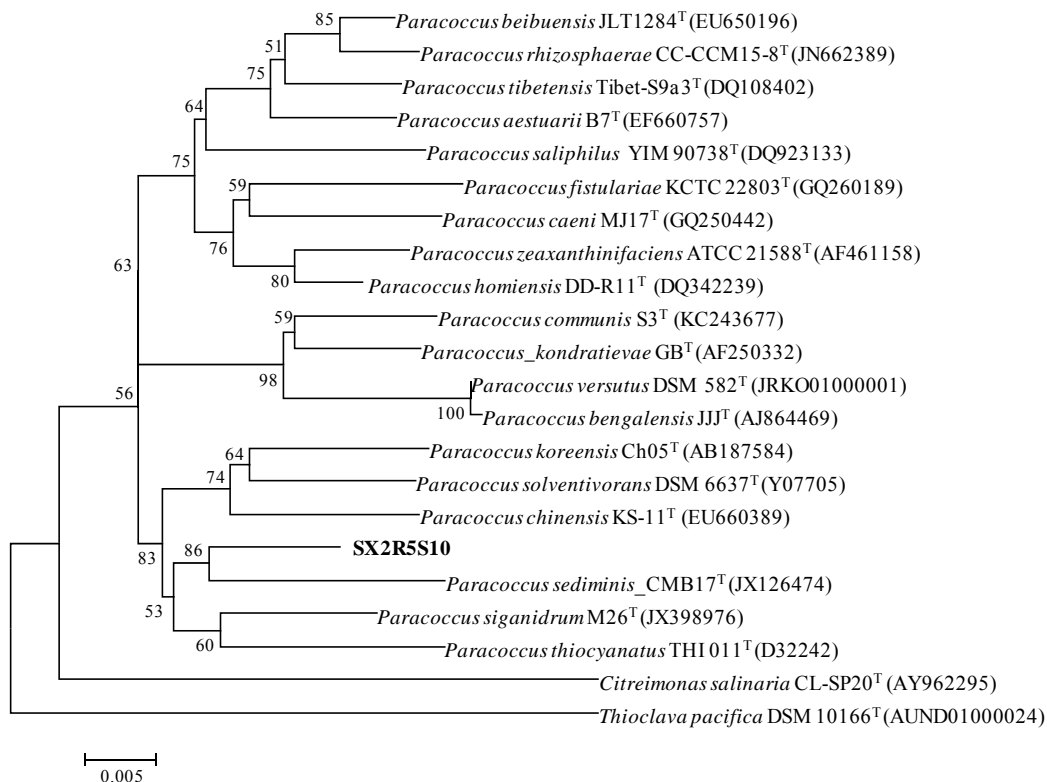 85
Paracoccus beibuensis JLT1284ᵀ (EU650196)
Paracoccus rhizosphaerae CC-CCM15-8ᵀ (JN662389)
51
75
Paracoccus tibetensis Tibet-S9a3ᵀ (DQ108402)
64
Paracoccus aestuarii B7ᵀ (EF660757)
75
Paracoccus saliphilus YIM 90738ᵀ (DQ923133)
59
Paracoccus fistulariae KCTC 22803ᵀ (GQ260189)
Paracoccus caeni MJ17ᵀ (GQ250442)
76
Paracoccus zeaxanthinifaciens ATCC 21588ᵀ (AF461158)
63
80
Paracoccus homiensis DD-R11ᵀ (DQ342239)
59
Paracoccus communis S3ᵀ (KC243677)
Paracoccus_kondratievae GBᵀ (AF250332)
98
Paracoccus versutus DSM 582ᵀ (JRKO01000001)
56
100
Paracoccus bengalensis JJJᵀ (AJ864469)
64
Paracoccus koreensis Ch05ᵀ (AB187584)
74
Paracoccus solventivorans DSM 6637ᵀ (Y07705)
Paracoccus chinensis KS-11ᵀ (EU660389)
83
86
SX2R5S10
Paracoccus sediminis_CMB17ᵀ (JX126474)
53
Paracoccus siganidrum M26ᵀ (JX398976)
60
Paracoccus thiocyanatus THI 011ᵀ (D32242)
Citreimonas salinaria CL-SP20ᵀ (AY962295)
Thioclava pacifica DSM 10166ᵀ (AUND01000024)
0.005